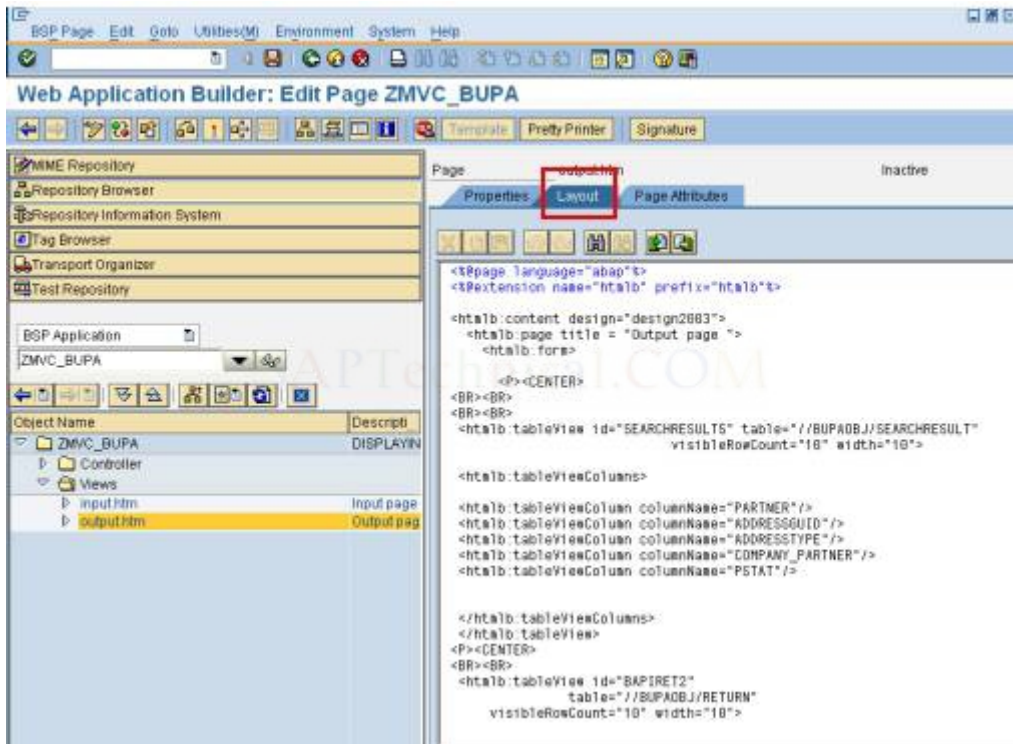 BSP Page Edit Goto Utilities(M) Environment System Help
Web Application Builder: Edit Page ZMVC_BUPA
Template Pretty Printer Signature
MIME Repository
Repository Browser
Repository Information System
Tag Browser
Transport Organizer
Test Repository
BSP Application
ZMVC_BUPA
Object Name Descripti
ZMVC_BUPA DISPLAYIN
Controller
Views
input.htm Input page
output.htm Output pag
Page output.htm Inactive
Properties Layout Page Attributes
<%@page language="abap"%>
<%@extension name="htmlb" prefix="htmlb"%>
<htmlb:content design="design2003">
<htmlb:page title = "Output page ">
<htmlb:form>
<P><CENTER>
<BR><BR>
<BR><BR>
<htmlb:tableView id="SEARCHRESULTS" table="//BUPAOBJ/SEARCHRESULT"
visibleRowCount="10" width="10">
<htmlb:tableViewColumns>
<htmlb:tableViewColumn columnName="PARTNER"/>
<htmlb:tableViewColumn columnName="ADDRESSGUID"/>
<htmlb:tableViewColumn columnName="ADDRESSTYPE"/>
<htmlb:tableViewColumn columnName="COMPANY_PARTNER"/>
<htmlb:tableViewColumn columnName="PSTAT"/>
</htmlb:tableViewColumns>
</htmlb:tableView>
<P><CENTER>
<BR><BR>
<htmlb:tableView id="BAPIRET2"
table="//BUPAOBJ/RETURN"
visibleRowCount="10" width="10">